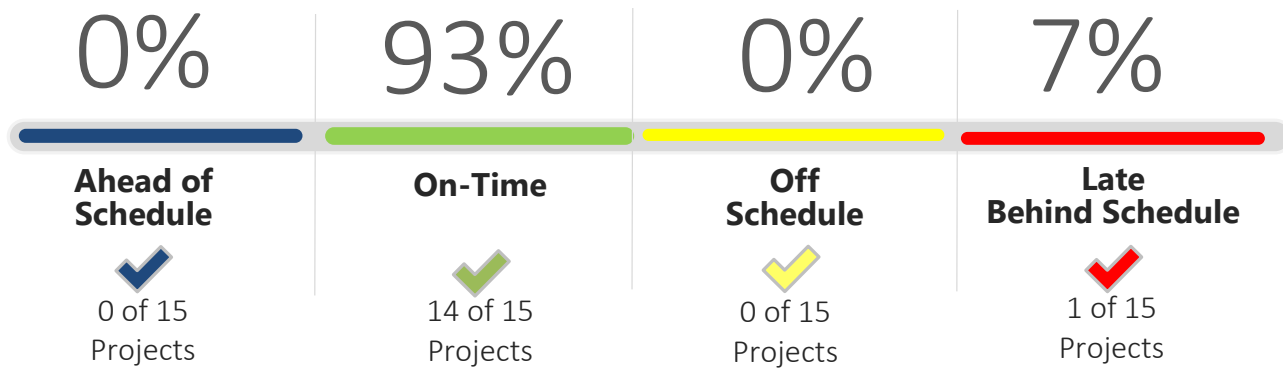 0%
93%
0%
7%
Ahead of
Schedule
On-Time
Off
Schedule
Late
Behind Schedule
0 of 15
Projects
14 of 15
Projects
0 of 15
Projects
1 of 15
Projects